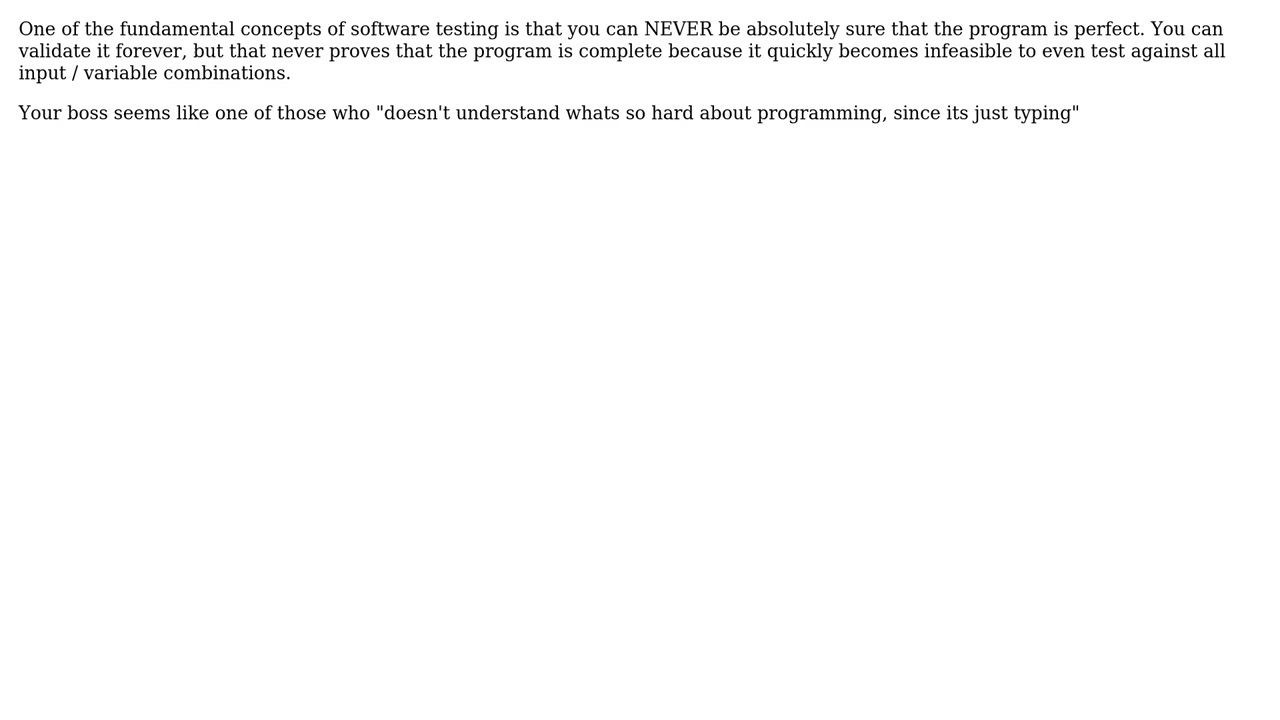 One of the fundamental concepts of software testing is that you can NEVER be absolutely sure that the program is perfect. You can
validate it forever, but that never proves that the program is complete because it quickly becomes infeasible to even test against all
input / variable combinations.
Your boss seems like one of those who "doesn't understand whats so hard about programming, since its just typing"